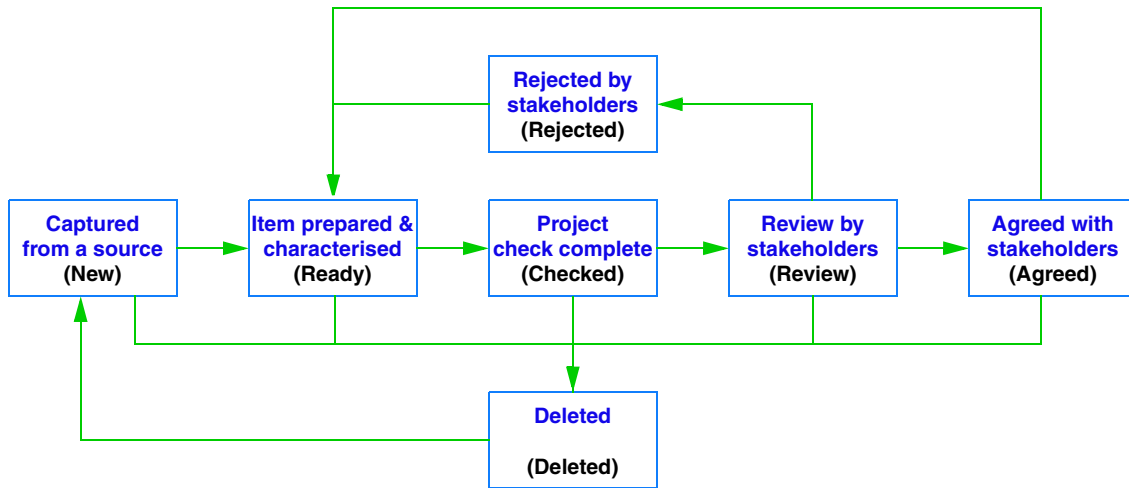 Rejected by
stakeholders
(Rejected)
Captured
from a source
(New)
Item prepared &
characterised
(Ready)
Project
check complete
(Checked)
Review by
stakeholders
(Review)
Agreed with
stakeholders
(Agreed)
Deleted
(Deleted)